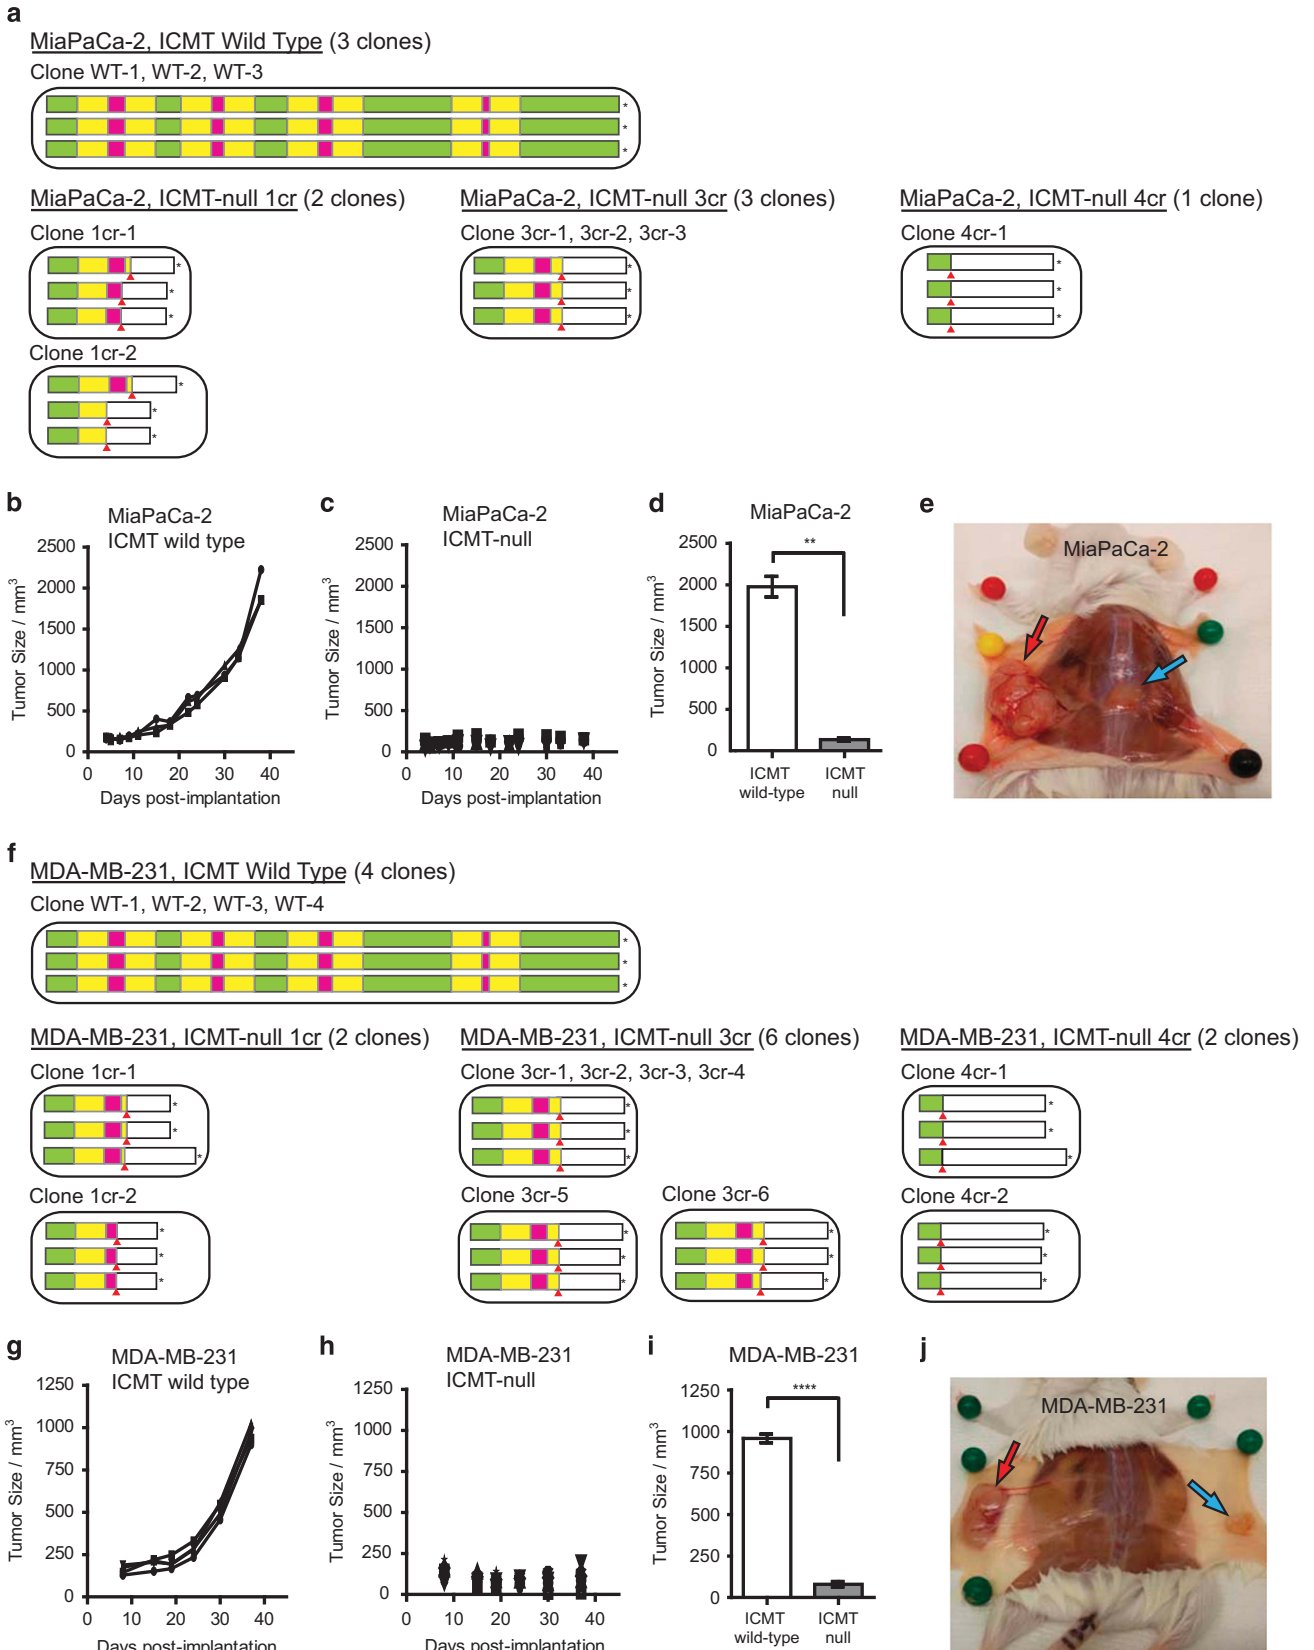 a
MiaPaCa-2, ICMT Wild Type (3 clones)
Clone WT-1, WT-2, WT-3
*
*
*
MiaPaCa-2, ICMT-null 1cr (2 clones)
Clone 1cr-1
*
*
*
Clone 1cr-2
*
*
*
MiaPaCa-2, ICMT-null 3cr (3 clones)
Clone 3cr-1, 3cr-2, 3cr-3
*
*
*
MiaPaCa-2, ICMT-null 4cr (1 clone)
Clone 4cr-1
*
*
*
b
MiaPaCa-2
ICMT wild type
Tumor Size / mm³
2500
2000
1500
1000
500
0
0 10 20 30 40
Days post-implantation
c
MiaPaCa-2
ICMT-null
Tumor Size / mm³
2500
2000
1500
1000
500
0
0 10 20 30 40
Days post-implantation
d
MiaPaCa-2
**
Tumor Size / mm³
2500
2000
1500
1000
500
0
ICMT wild-type
ICMT null
e
MiaPaCa-2
f
MDA-MB-231, ICMT Wild Type (4 clones)
Clone WT-1, WT-2, WT-3, WT-4
*
*
*
MDA-MB-231, ICMT-null 1cr (2 clones)
Clone 1cr-1
*
*
*
Clone 1cr-2
*
*
*
MDA-MB-231, ICMT-null 3cr (6 clones)
Clone 3cr-1, 3cr-2, 3cr-3, 3cr-4
*
*
*
Clone 3cr-5
*
*
*
Clone 3cr-6
*
*
*
MDA-MB-231, ICMT-null 4cr (2 clones)
Clone 4cr-1
*
*
*
Clone 4cr-2
*
*
*
g
MDA-MB-231
ICMT wild type
Tumor Size / mm³
1250
1000
750
500
250
0
0 10 20 30 40
Days post-implantation
h
MDA-MB-231
ICMT-null
Tumor Size / mm³
1250
1000
750
500
250
0
0 10 20 30 40
Days post-implantation
i
MDA-MB-231
****
Tumor Size / mm³
1250
1000
750
500
250
0
ICMT wild-type
ICMT null
j
MDA-MB-231